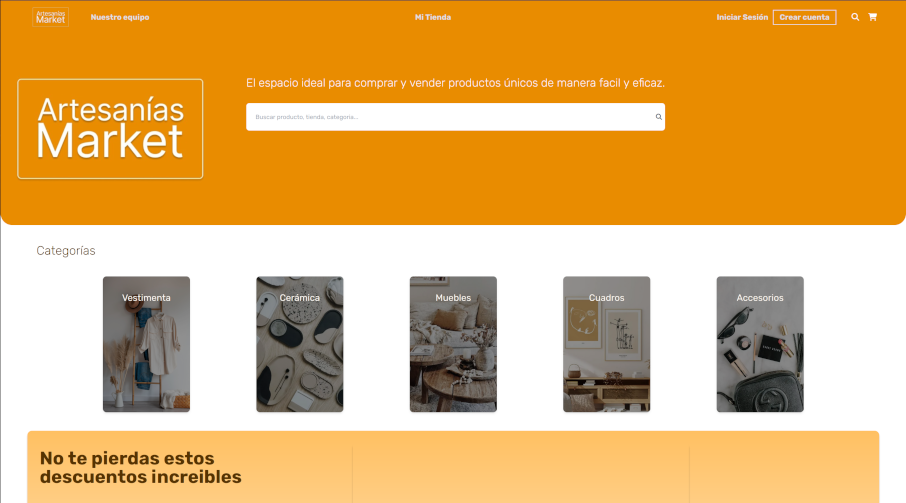 Artesanías
Market
Nuestro equipo
Mi Tienda
Iniciar Sesión
Crear cuenta
Artesanías
Market
El espacio ideal para comprar y vender productos únicos de manera facil y eficaz.
Buscar producto, tienda, categoria...
Categorías
Vestimenta
Cerámica
Muebles
Cuadros
Accesorios
No te pierdas estos
descuentos increibles